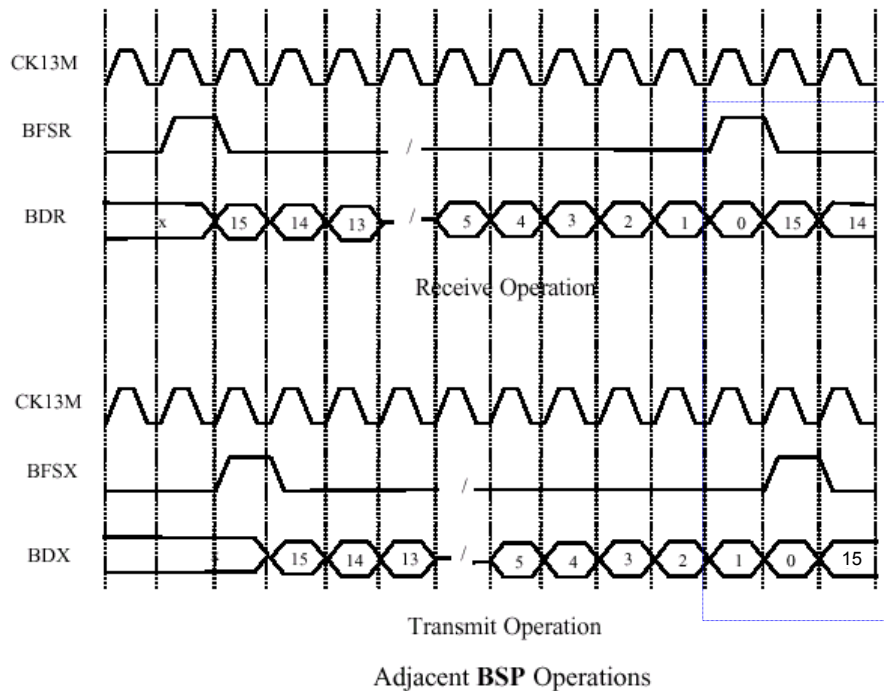 CK13M
BFSR
/
BDR x 15 14 13 / 5 4 3 2 1 0 15 14
Receive Operation
CK13M
BFSX
/
BDX x 15 14 13 / 5 4 3 2 1 0 15
Transmit Operation
Adjacent BSP Operations